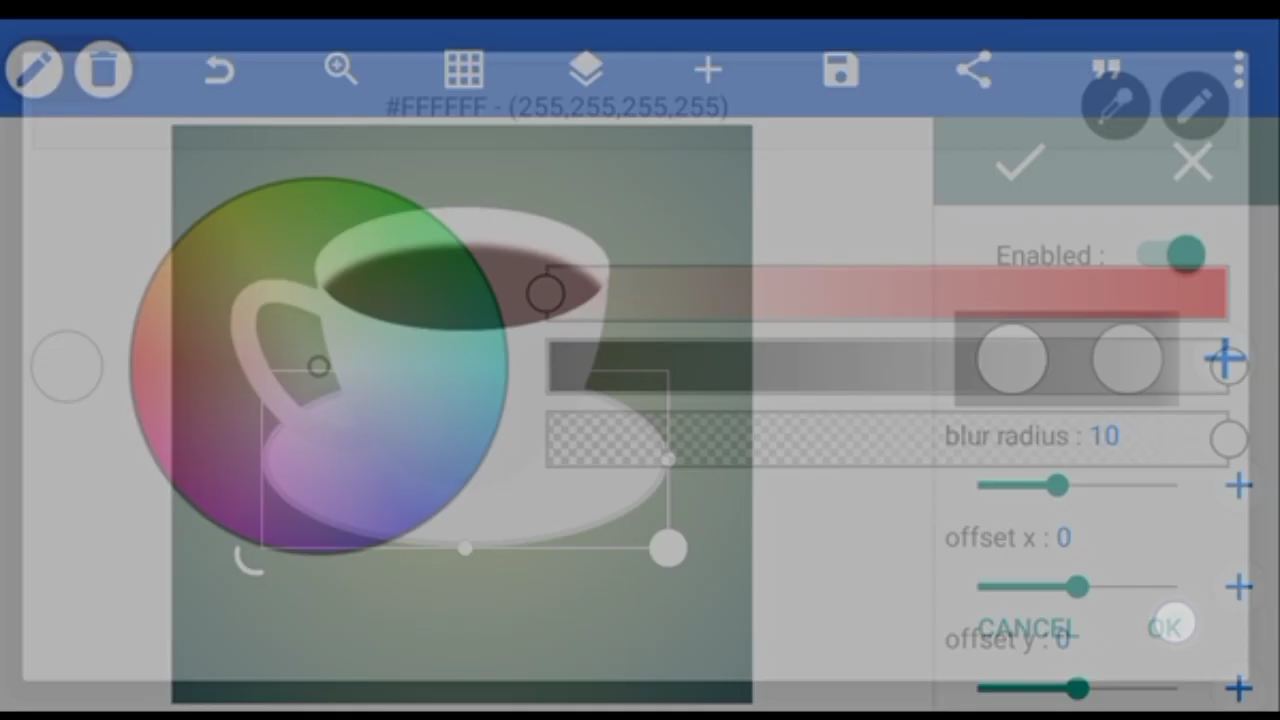 #FFFFFF - (255,255,255,255)
Enabled :
blur radius : 10
offset x : 0
CANCEL
OK
offset y : 0